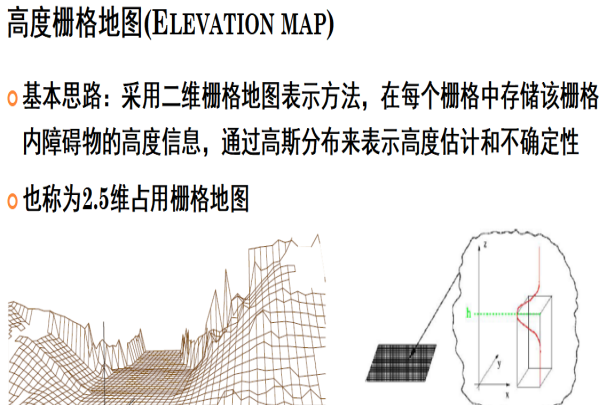 高度栅格地图(ELEVATION MAP)
基本思路：采用二维栅格地图表示方法，在每个栅格中存储该栅格
内障碍物的高度信息，通过高斯分布来表示高度估计和不确定性
也称为2.5维占用栅格地图
z
h
y
x